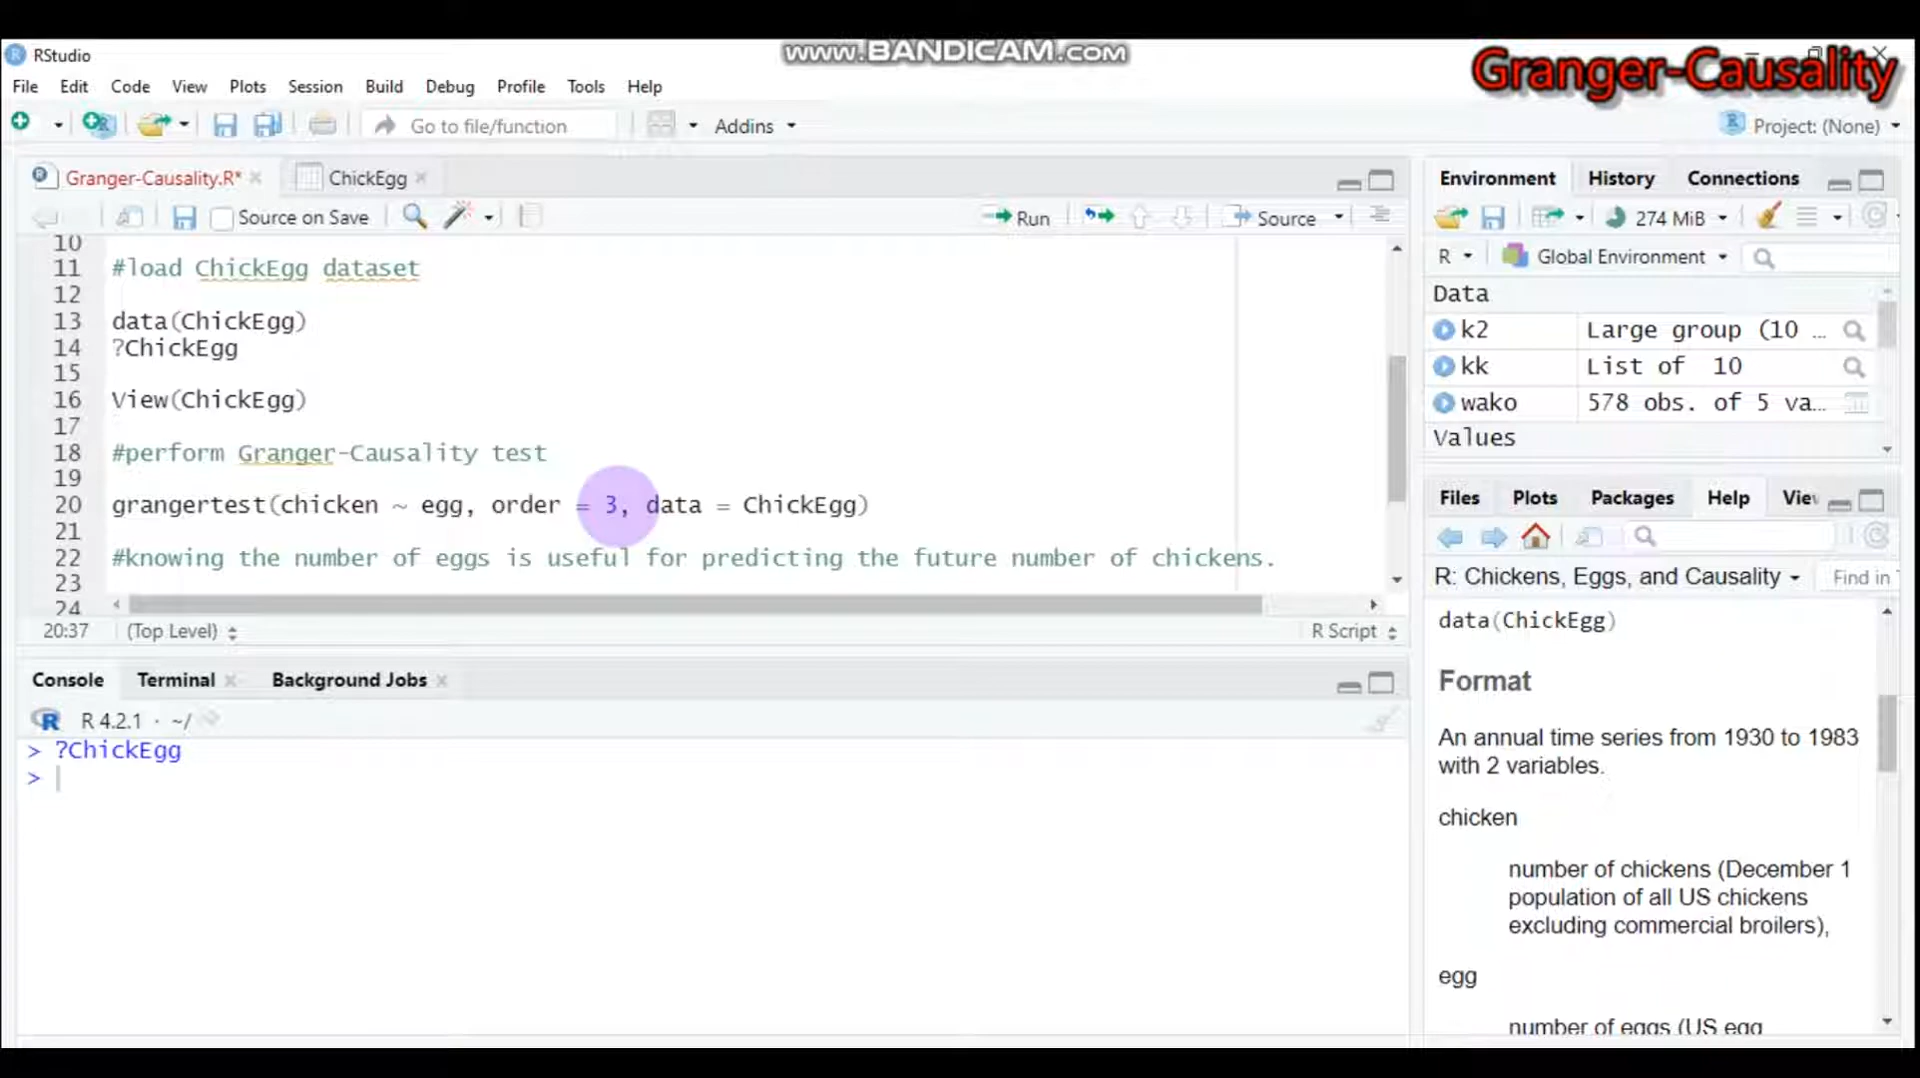 www.BANDICAM.com
RStudio
Granger-Causality
File Edit Code View Plots Session Build Debug Profile Tools Help
Go to file/function Addins Project: (None)
Granger-Causality.R* ChickEgg
Source on Save Run Source
10
11 #load ChickEgg dataset
12
13 data(ChickEgg)
14 ?ChickEgg
15
16 View(ChickEgg)
17
18 #perform Granger-Causality test
19
20 grangertest(chicken ~ egg, order = 3, data = ChickEgg)
21
22 #knowing the number of eggs is useful for predicting the future number of chickens.
23
24
20:37 (Top Level) R Script
Console Terminal Background Jobs
R 4.2.1 · ~/
> ?ChickEgg
>
Environment History Connections
274 MiB
R Global Environment
Data
k2 Large group (10 ...
kk List of 10
wako 578 obs. of 5 va...
Values
Files Plots Packages Help Vie
R: Chickens, Eggs, and Causality Find in
data(ChickEgg)
Format
An annual time series from 1930 to 1983
with 2 variables.
chicken
number of chickens (December 1
population of all US chickens
excluding commercial broilers),
egg
number of eggs (US egg